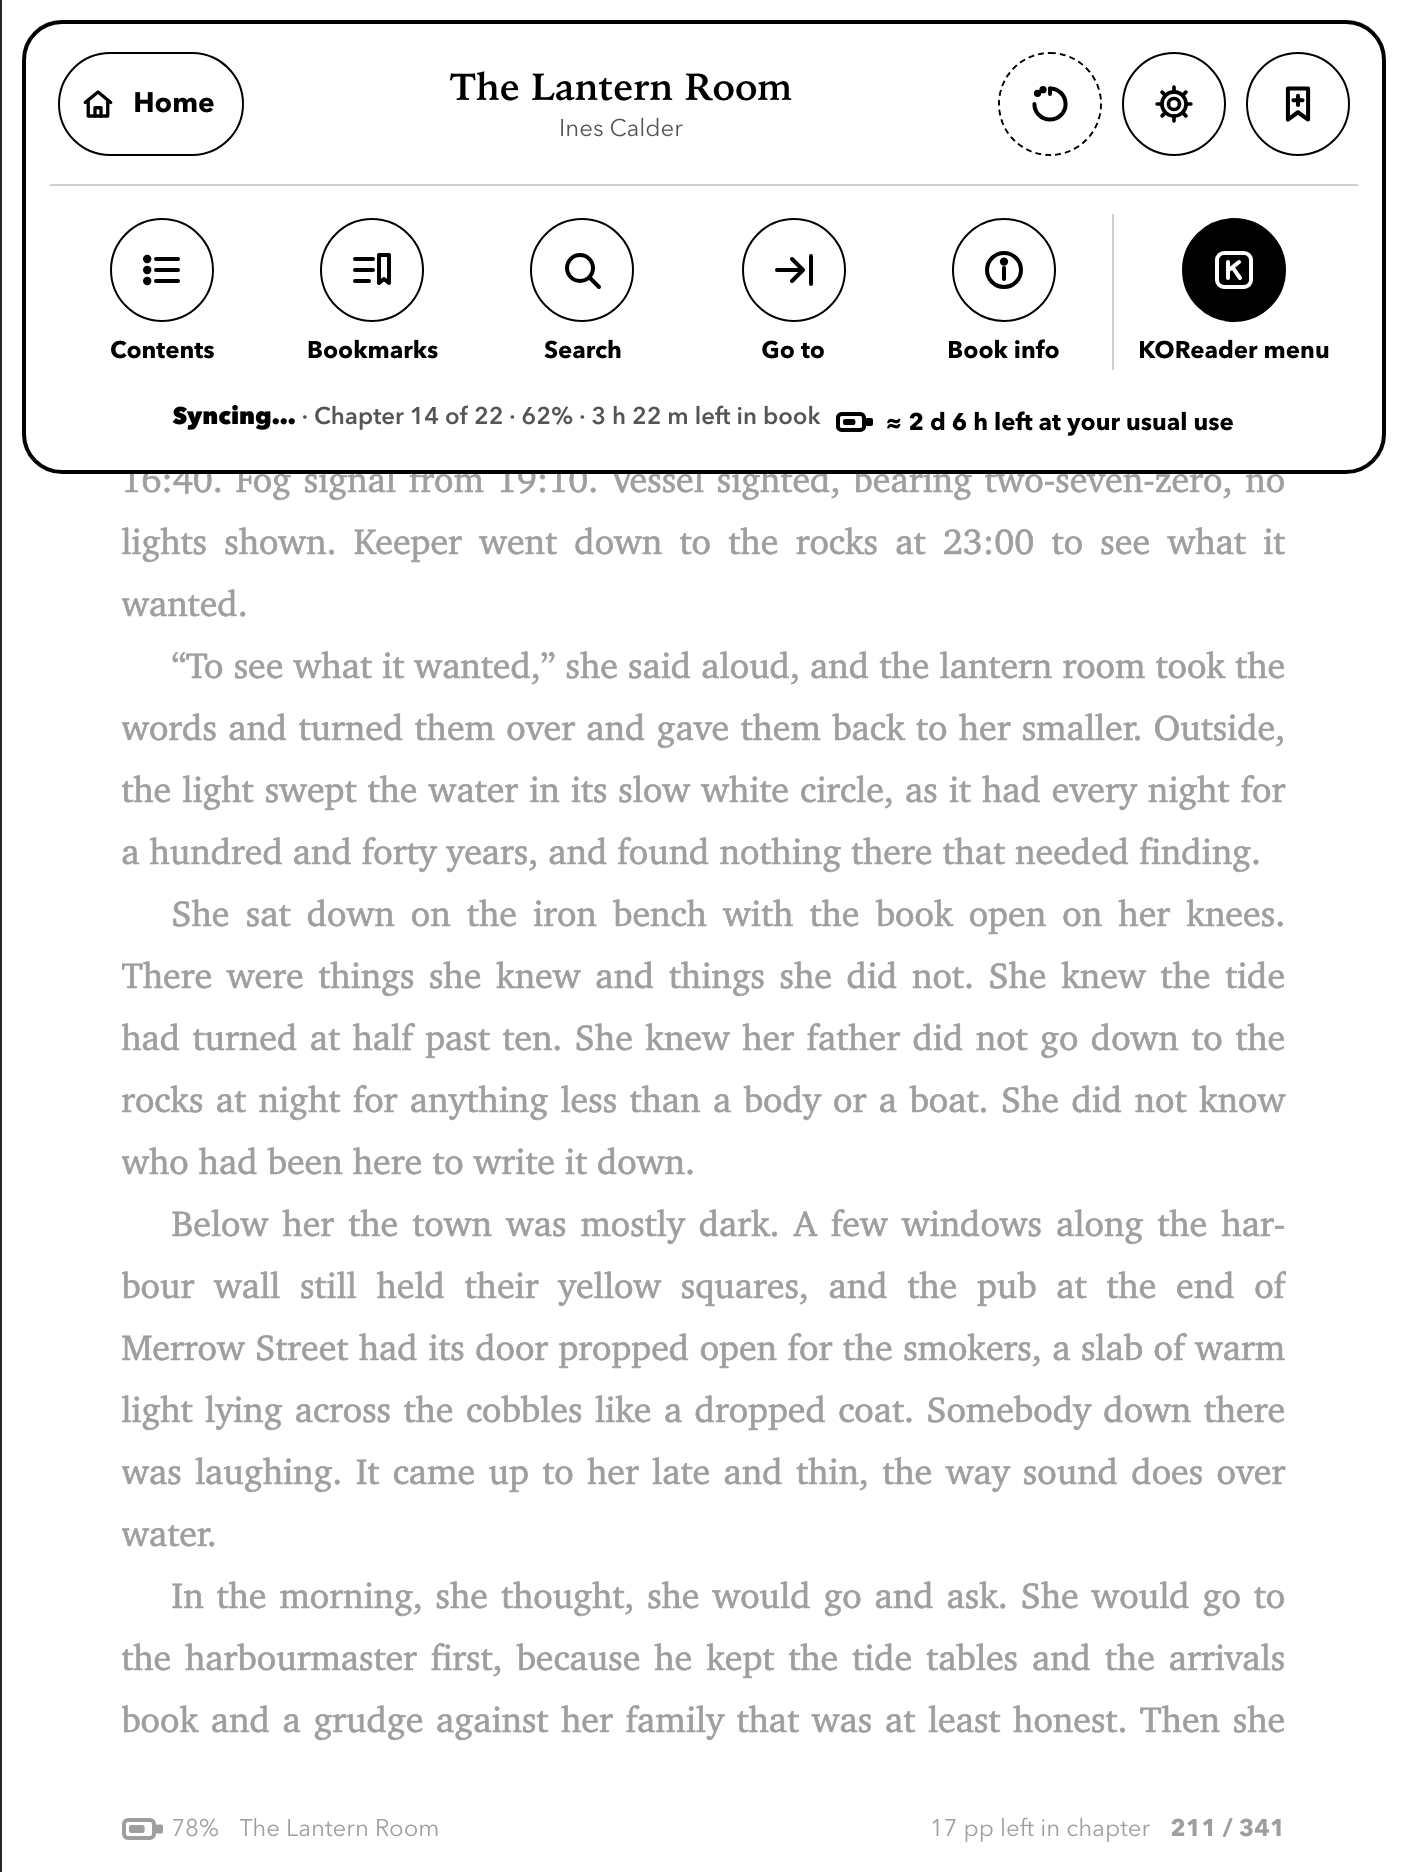 Home
The Lantern Room
Ines Calder
Contents
Bookmarks
Search
Go to
Book info
K
KOReader menu
Syncing… · Chapter 14 of 22 · 62% · 3 h 22 m left in book ≈ 2 d 6 h left at your usual use
16:40. Fog signal from 19:10. Vessel sighted, bearing two-seven-zero, no
lights shown. Keeper went down to the rocks at 23:00 to see what it
wanted.
“To see what it wanted,” she said aloud, and the lantern room took the
words and turned them over and gave them back to her smaller. Outside,
the light swept the water in its slow white circle, as it had every night for
a hundred and forty years, and found nothing there that needed finding.
She sat down on the iron bench with the book open on her knees.
There were things she knew and things she did not. She knew the tide
had turned at half past ten. She knew her father did not go down to the
rocks at night for anything less than a body or a boat. She did not know
who had been here to write it down.
Below her the town was mostly dark. A few windows along the har-
bour wall still held their yellow squares, and the pub at the end of
Merrow Street had its door propped open for the smokers, a slab of warm
light lying across the cobbles like a dropped coat. Somebody down there
was laughing. It came up to her late and thin, the way sound does over
water.
In the morning, she thought, she would go and ask. She would go to
the harbourmaster first, because he kept the tide tables and the arrivals
book and a grudge against her family that was at least honest. Then she
78% The Lantern Room 17 pp left in chapter 211 / 341